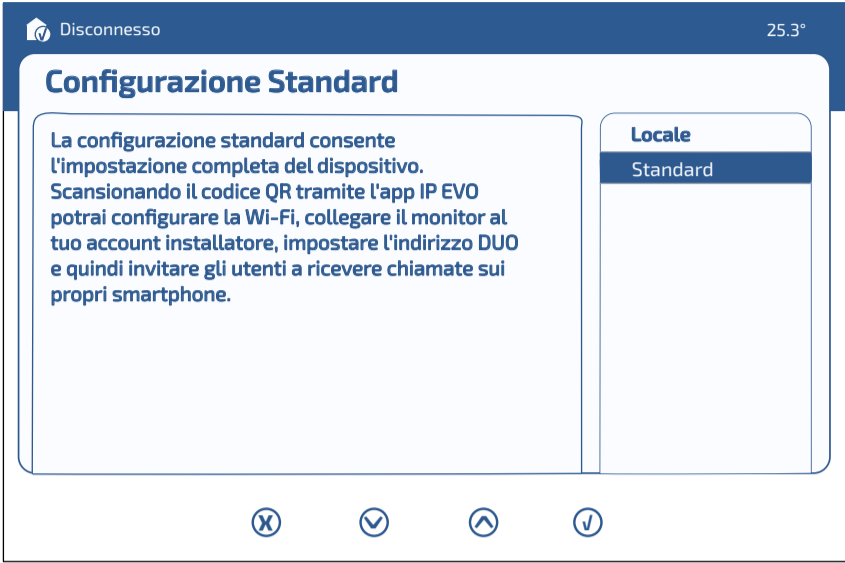 Disconnesso
25.3°
Configurazione Standard
La configurazione standard consente
l'impostazione completa del dispositivo.
Scansionando il codice QR tramite l'app IP EVO
potrai configurare la Wi-Fi, collegare il monitor al
tuo account installatore, impostare l'indirizzo DUO
e quindi invitare gli utenti a ricevere chiamate sui
propri smartphone.
Locale
Standard